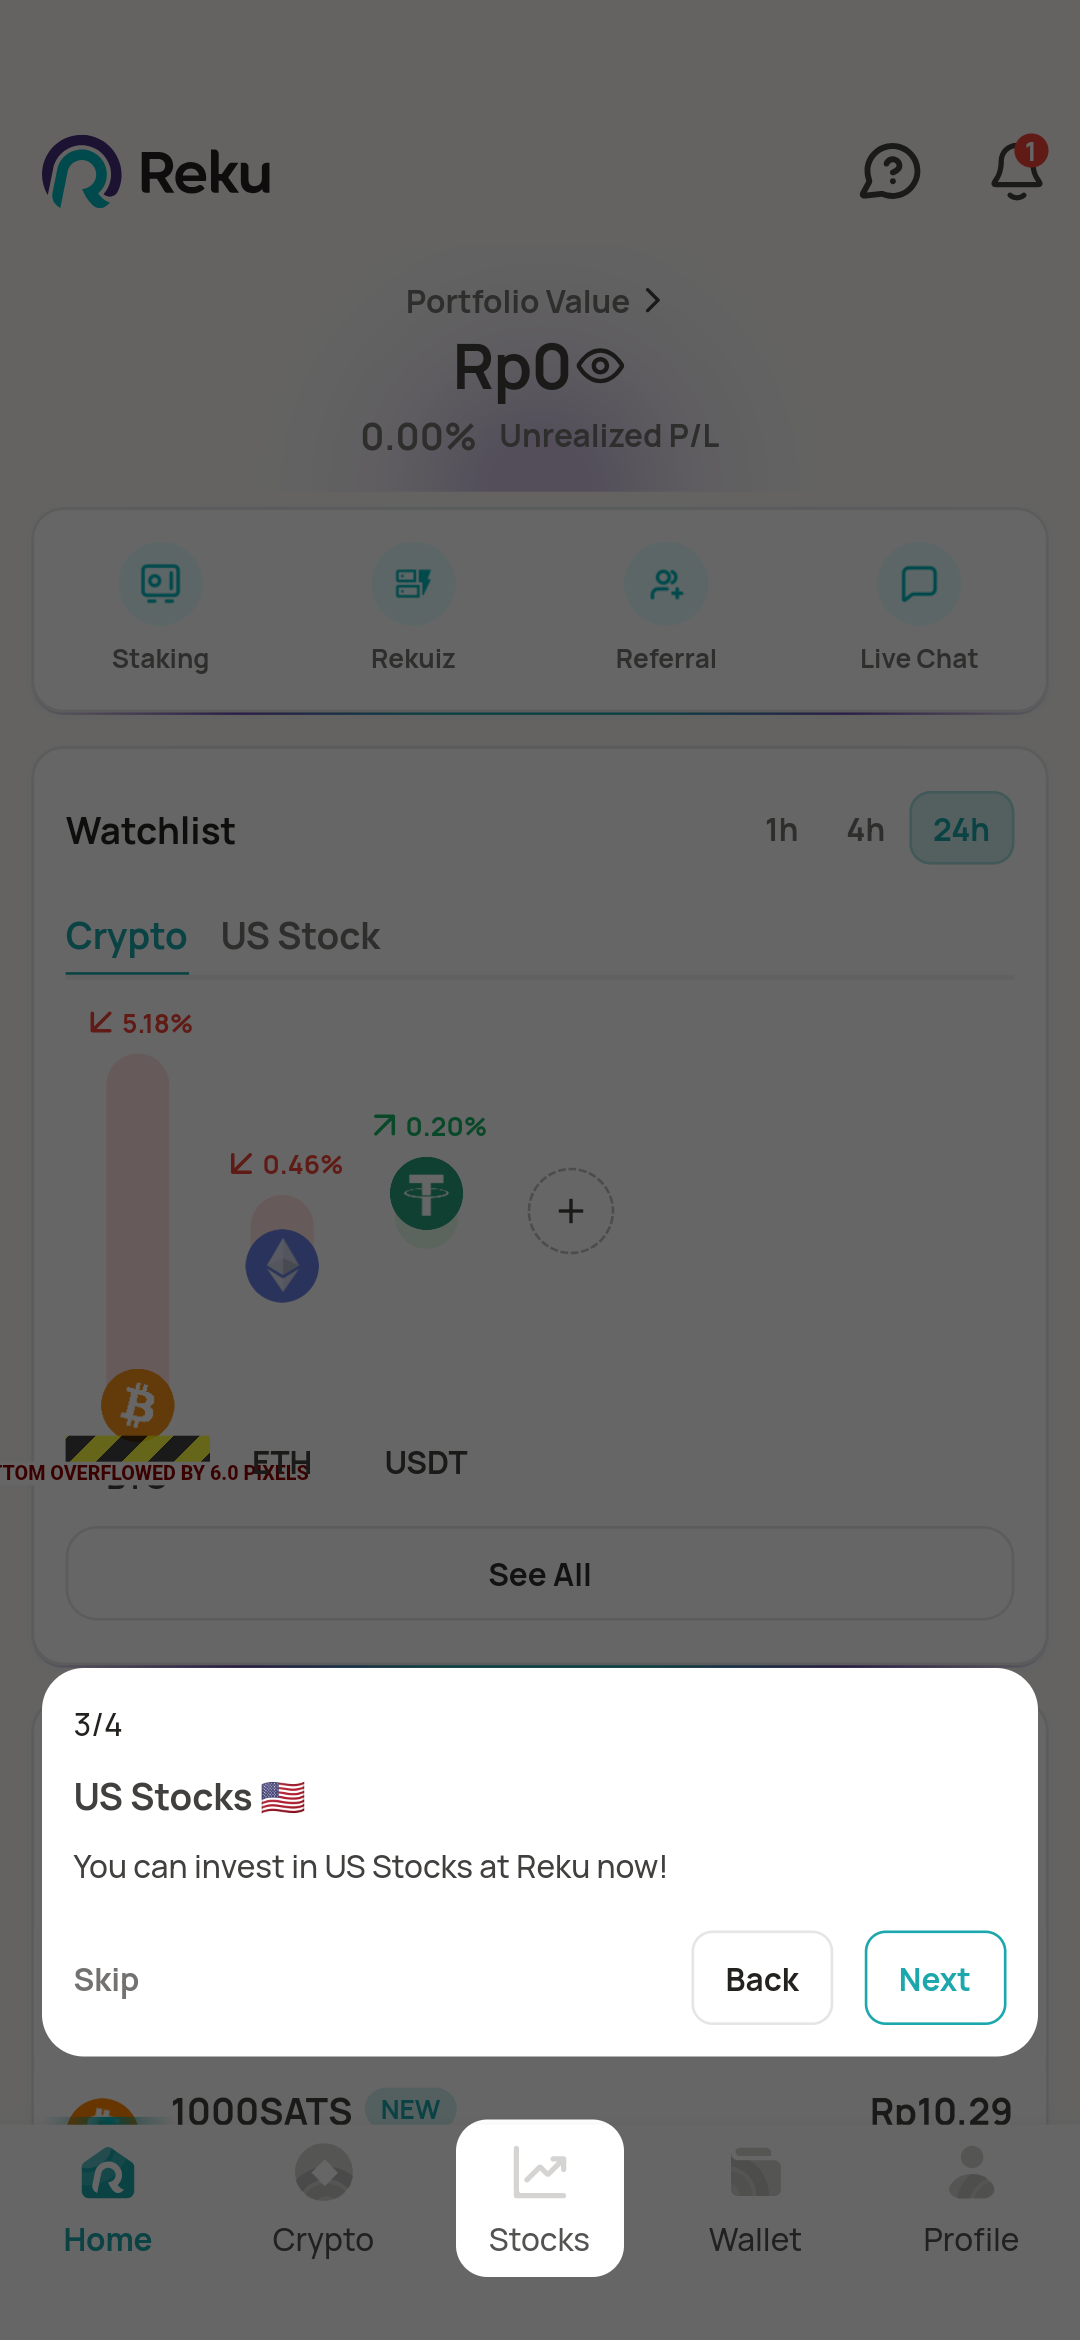 Reku
1
Portfolio Value
Rp0
0.00% Unrealized P/L
Staking Rekuiz Referral Live Chat
Watchlist 1h 4h 24h
Crypto US Stock
5.18%
0.20%
0.46%
ETH USDT
TOM OVERFLOWED BY 6.0 PIXELS
See All
3/4
US Stocks 🇺🇸
You can invest in US Stocks at Reku now!
Skip Back Next
1000SATS NEW Rp10.29
Home Crypto Stocks Wallet Profile